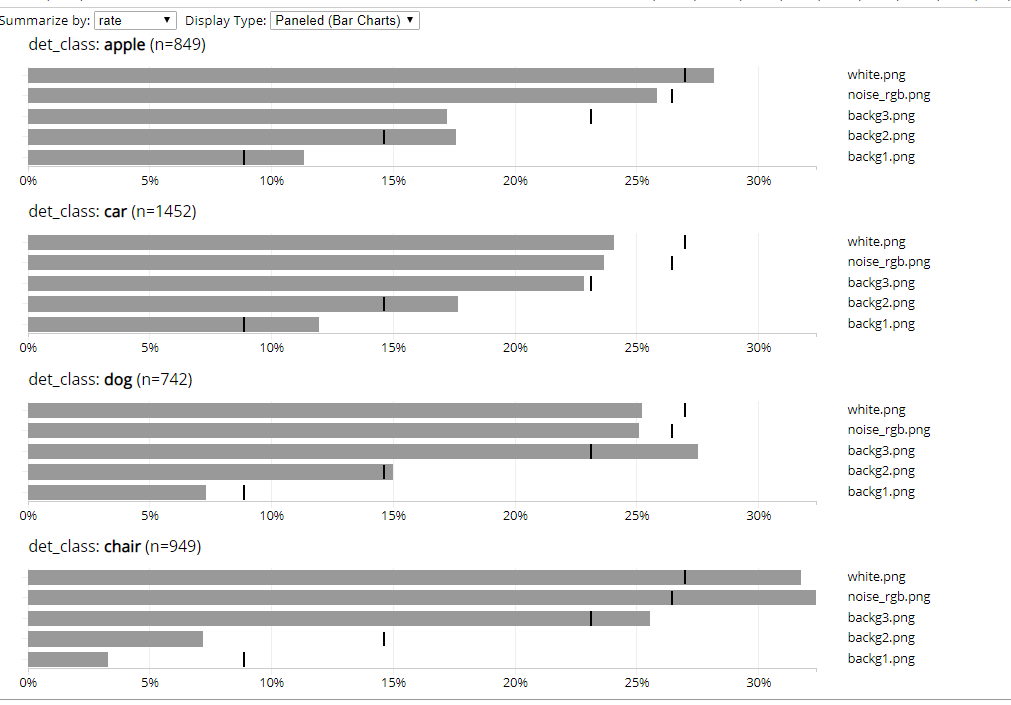 Summarize by: rate ▼ Display Type: Paneled (Bar Charts) ▼
det_class: apple (n=849)
white.png
noise_rgb.png
backg3.png
backg2.png
backg1.png
0% 5% 10% 15% 20% 25% 30%
det_class: car (n=1452)
white.png
noise_rgb.png
backg3.png
backg2.png
backg1.png
0% 5% 10% 15% 20% 25% 30%
det_class: dog (n=742)
white.png
noise_rgb.png
backg3.png
backg2.png
backg1.png
0% 5% 10% 15% 20% 25% 30%
det_class: chair (n=949)
white.png
noise_rgb.png
backg3.png
backg2.png
backg1.png
0% 5% 10% 15% 20% 25% 30%